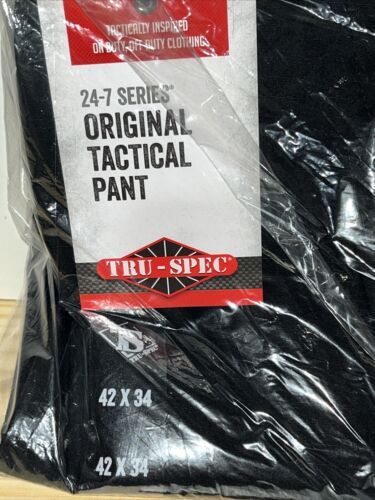 TACTICALLY INSPIRED
ON DUTY, OFF DUTY CLOTHING
24-7 SERIES®
ORIGINAL
TACTICAL
PANT
TRU-SPEC®
42 X 34
42 X 34